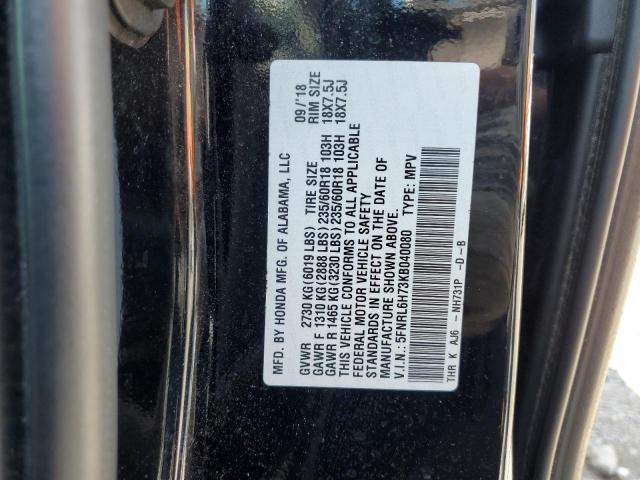 MFD. BY HONDA MFG. OF ALABAMA, LLC 09/'18
GVWR 2730 KG(6019 LBS) TIRE SIZE RIM SIZE
GAWR F 1310 KG(2888 LBS) 235/60R18 103H 18X7.5J
GAWR R 1465 KG(3230 LBS) 235/60R18 103H 18X7.5J
THIS VEHICLE CONFORMS TO ALL APPLICABLE
FEDERAL MOTOR VEHICLE SAFETY
STANDARDS IN EFFECT ON THE DATE OF
MANUFACTURE SHOWN ABOVE.
V.I.N.: 5FNRL6H73KB040080 TYPE: MPV
THR K AJ6 - NH731P -D -B